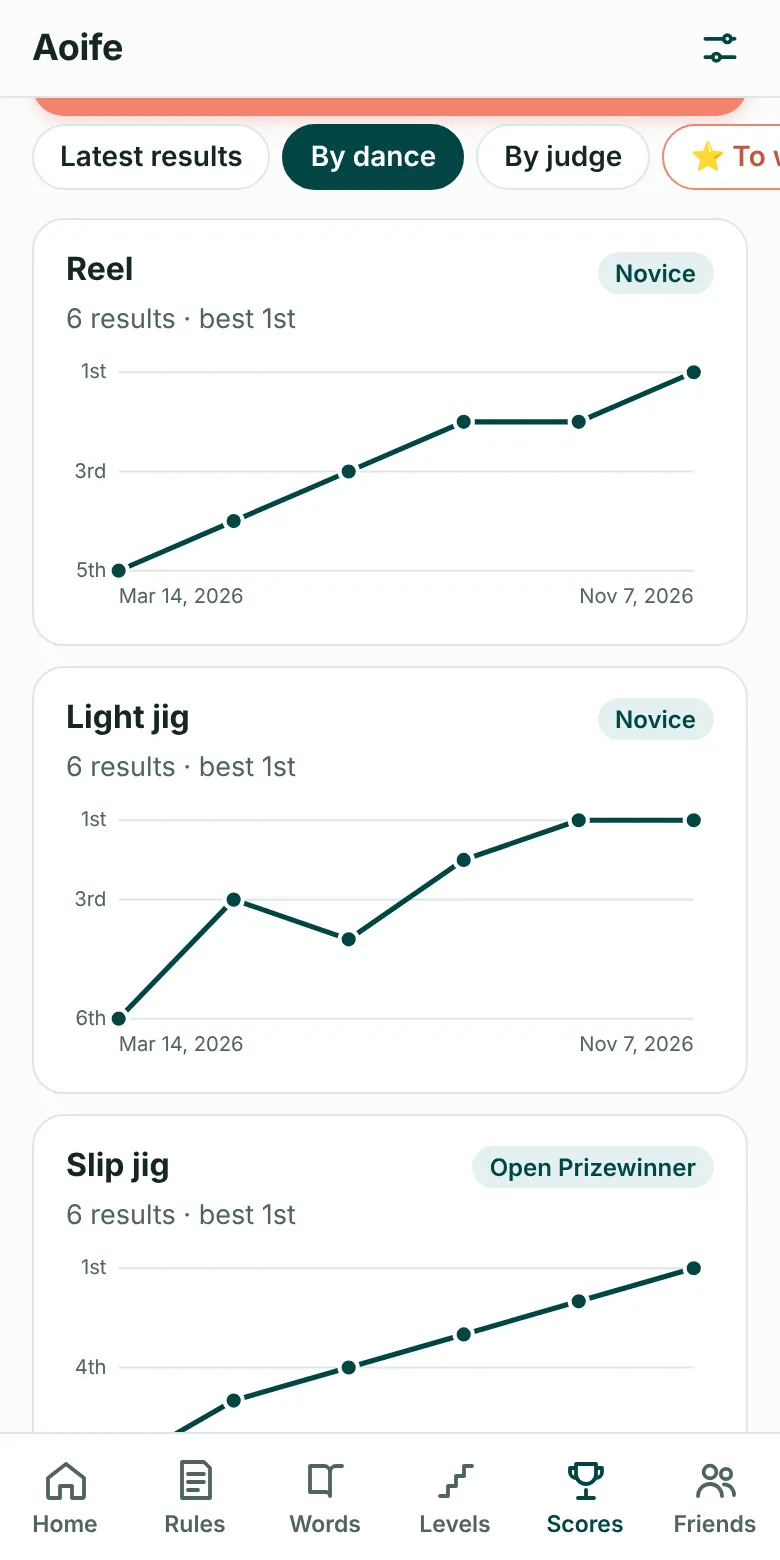 Aoife
Latest results
By dance
By judge
⭐ To
Reel
Novice
6 results · best 1st
1st
3rd
5th
Mar 14, 2026
Nov 7, 2026
Light jig
Novice
6 results · best 1st
1st
3rd
6th
Mar 14, 2026
Nov 7, 2026
Slip jig
Open Prizewinner
6 results · best 1st
1st
4th
Home
Rules
Words
Levels
Scores
Friends